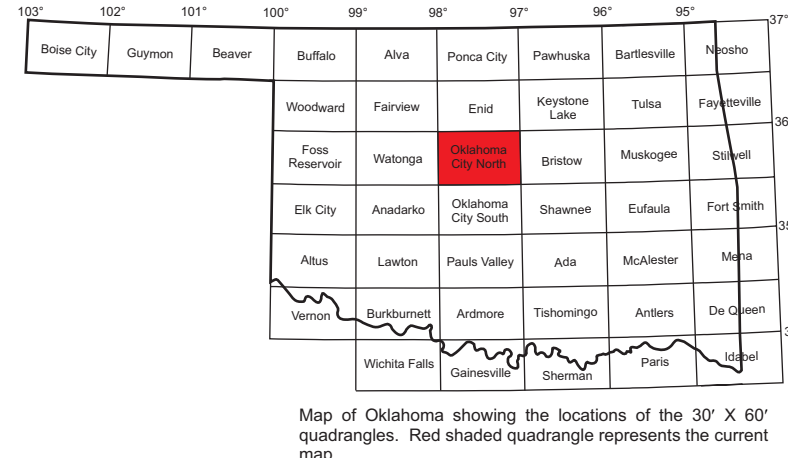 103° 102° 101° 100° 99° 98° 97° 96° 95°
37°
Boise City Guymon Beaver Buffalo Alva Ponca City Pawhuska Bartlesville Neosho
Woodward Fairview Enid Keystone Lake Tulsa Fayetteville
36
Foss Reservoir Watonga Oklahoma City North Bristow Muskogee Stilwell
Elk City Anadarko Oklahoma City South Shawnee Eufaula Fort Smith
35
Altus Lawton Pauls Valley Ada McAlester Mena
Vernon Burkburnett Ardmore Tishomingo Antlers De Queen
3
Wichita Falls Gainesville Sherman Paris Idabel
Map of Oklahoma showing the locations of the 30′ X 60′
quadrangles. Red shaded quadrangle represents the current
map